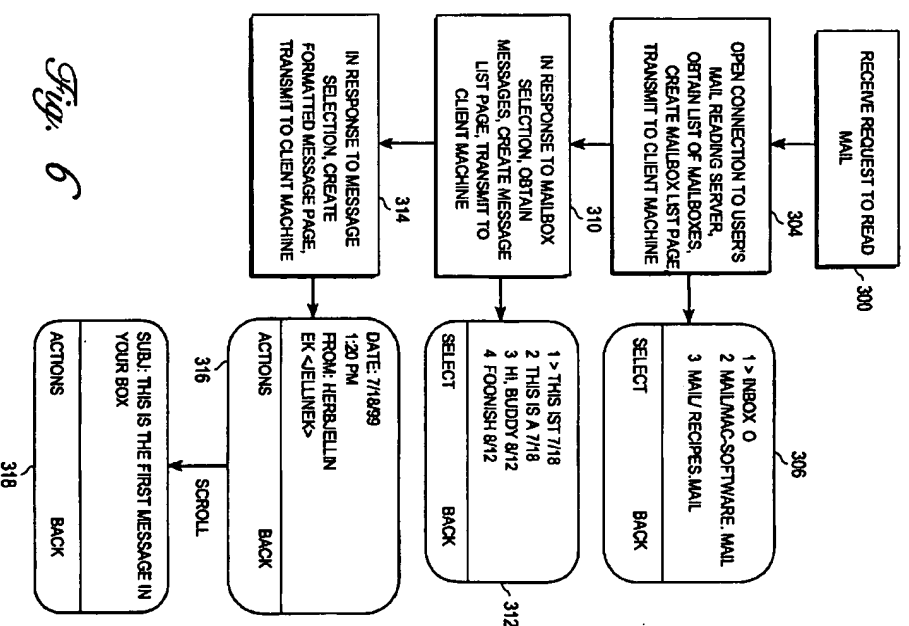 RECEIVE REQUEST TO READ
MAIL
300
OPEN CONNECTION TO USER'S
MAIL READING SERVER,
OBTAIN LIST OF MAILBOXES,
CREATE MAILBOX LIST PAGE,
TRANSMIT TO CLIENT MACHINE
304
1 > INBOX O
2 MAIL/MAC-SOFTWARE. MAIL
3 MAIL/ RECIPES.MAIL
SELECT BACK
306
IN RESPONSE TO MAILBOX
SELECTION, OBTAIN
MESSAGES, CREATE MESSAGE
LIST PAGE, TRANSMIT TO
CLIENT MACHINE
310
1 > THIS IST 7/18
2 THIS IS A 7/18
3 HI, BUDDY 8/12
4 FOONISH 8/12
SELECT BACK
312
IN RESPONSE TO MESSAGE
SELECTION, CREATE
FORMATTED MESSAGE PAGE,
TRANSMIT TO CLIENT MACHINE
314
DATE: 7/18/99
1:20 PM
FROM: HERBJELLIN
EK <JELLINEK>
ACTIONS BACK
316
SCROLL
SUBJ: THIS IS THE FIRST MESSAGE IN
YOUR BOX
ACTIONS BACK
318
Fig. 6